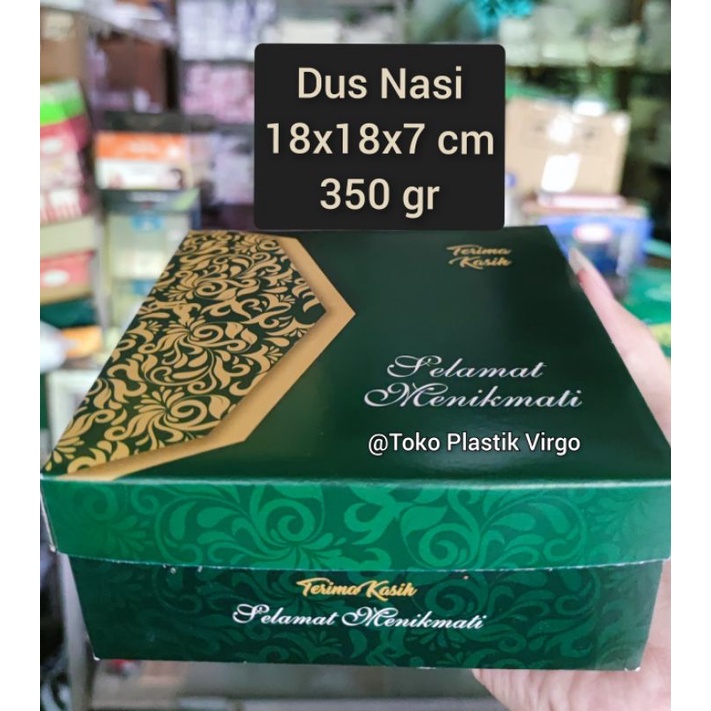 Dus Nasi
18x18x7 cm
350 gr
Terima
Kasih
Selamat
Menikmati
@Toko Plastik Virgo
Terima Kasih
Selamat Menikmati